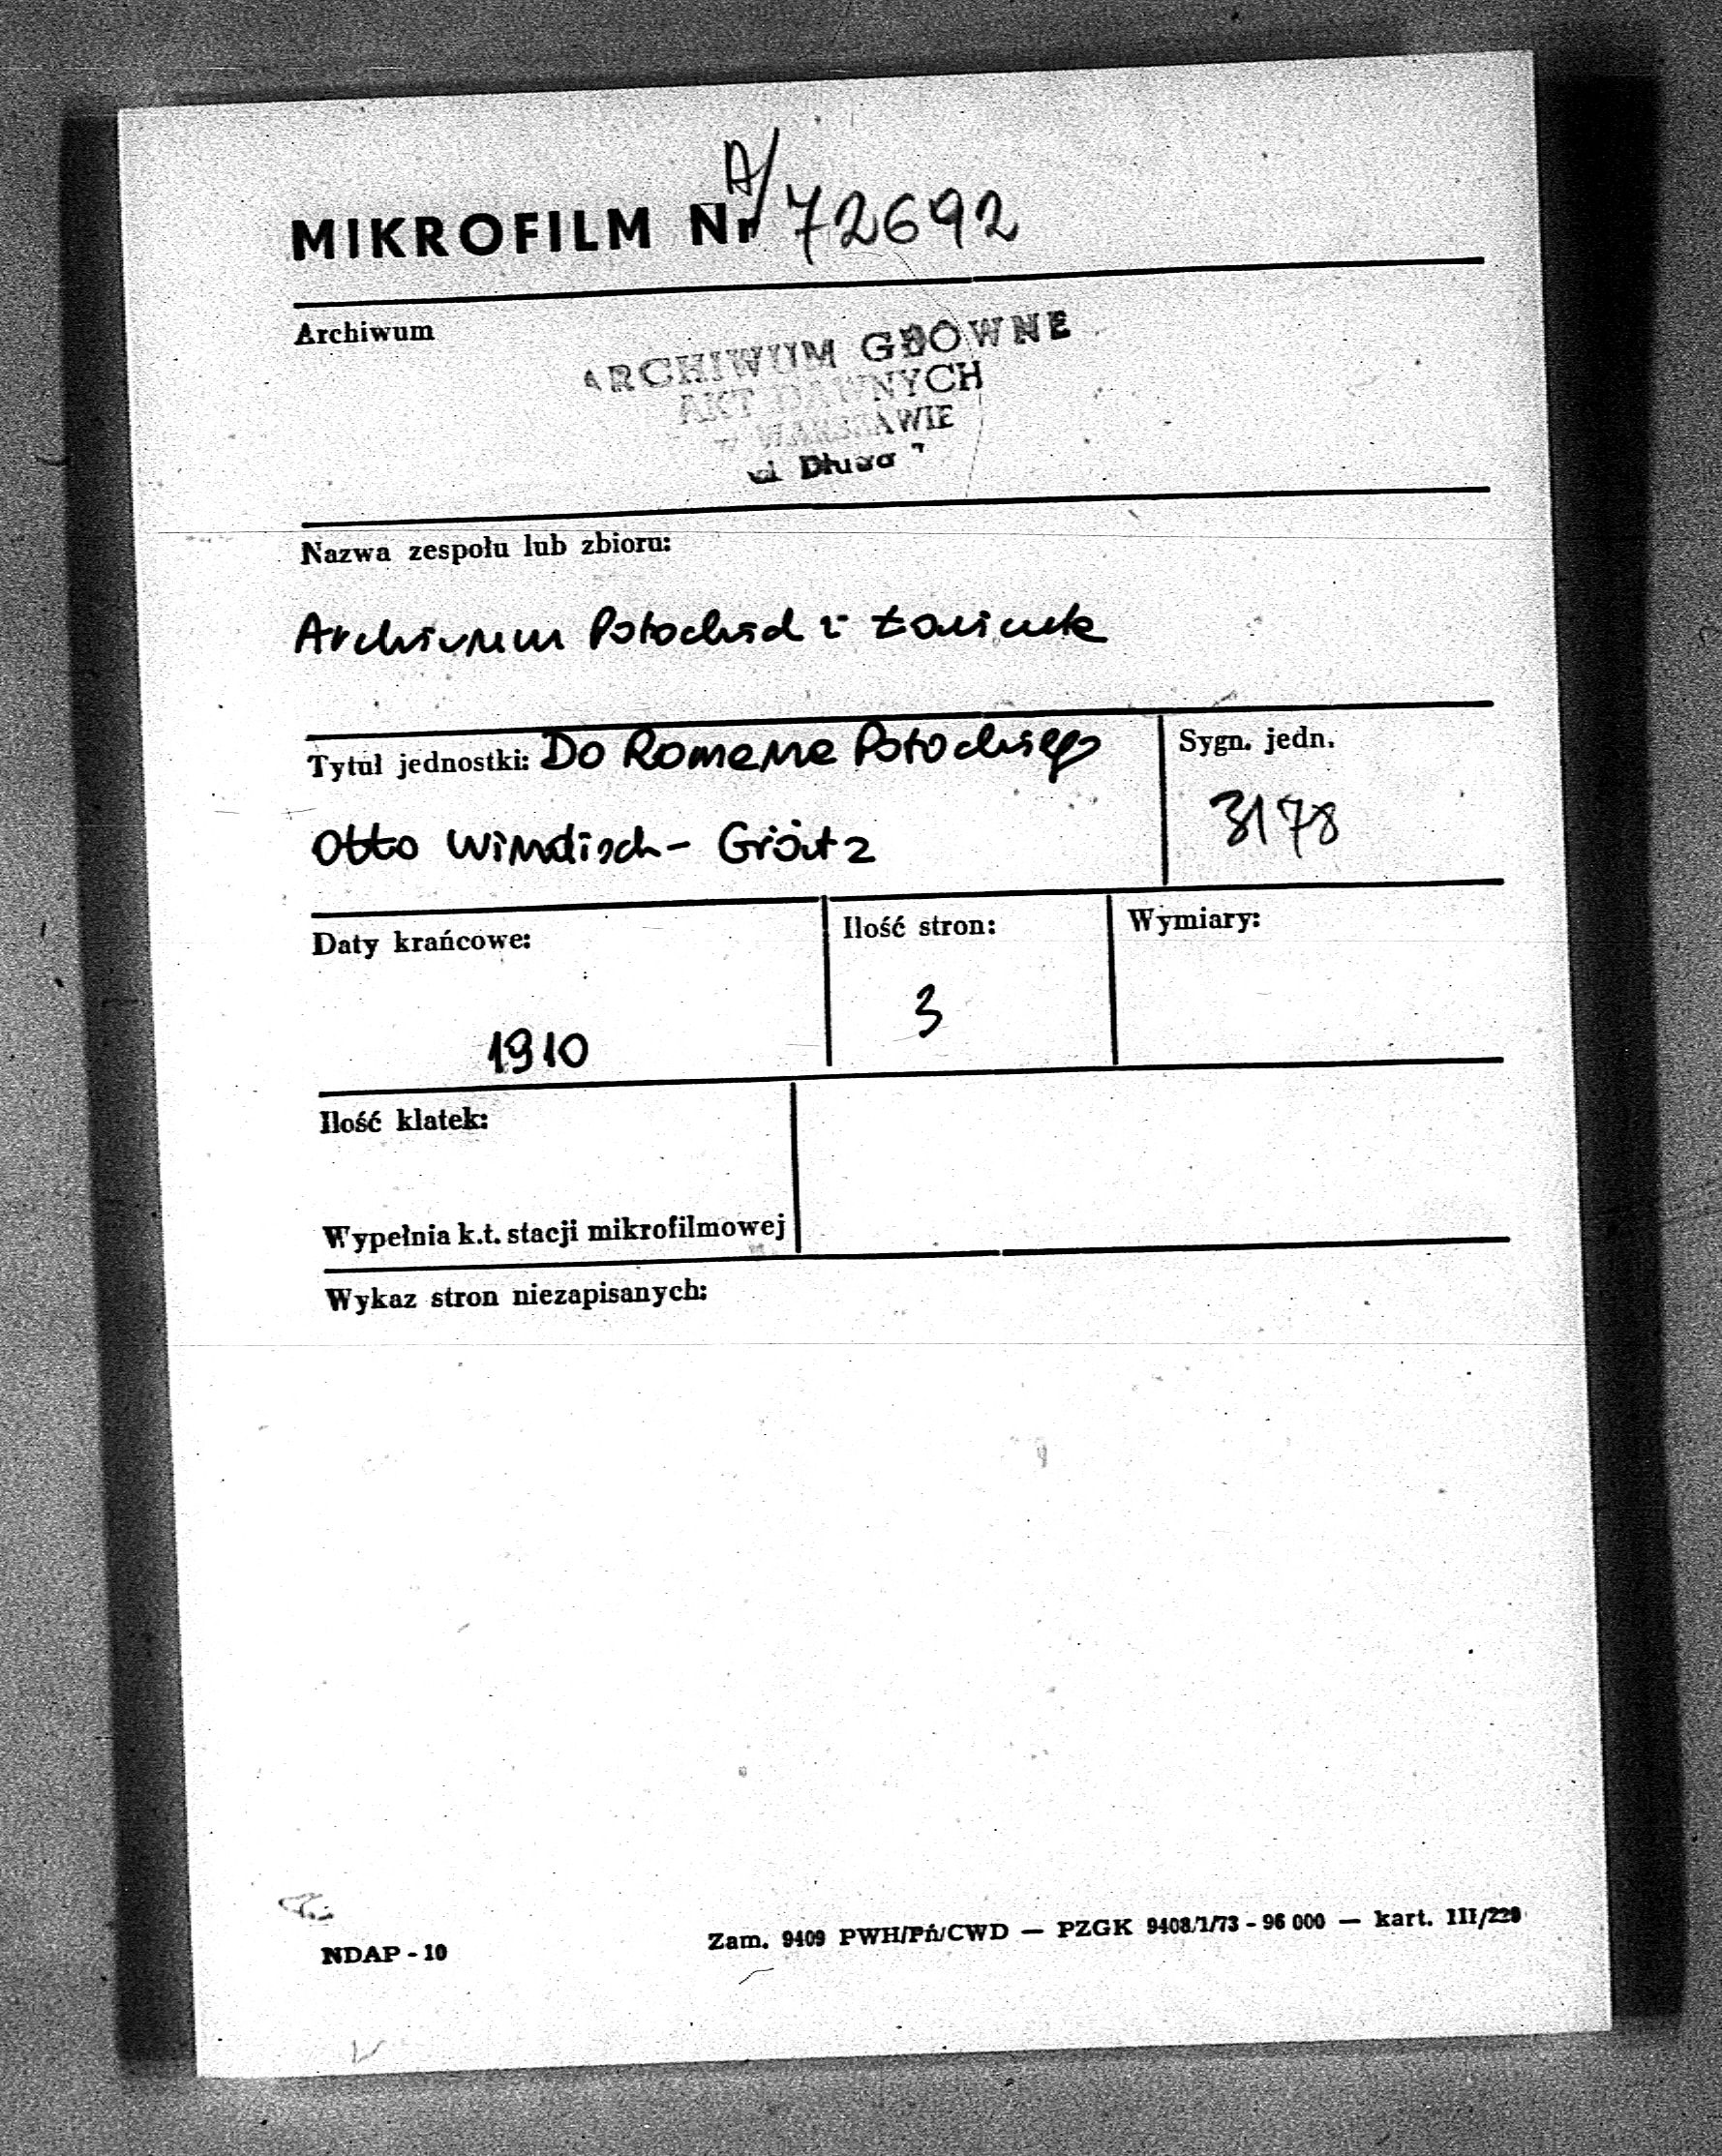 A/
MIKROFILM Nr 72692
Archiwum
ARCHIWUM GŁÓWNE
AKT DAWNYCH
w WARSZAWIE
ul Długa 7
Nazwa zespołu lub zbioru:
Archiwum Potockich z Łańcuta
Tytuł jednostki: Do Romana Potockiego
Sygn. jedn.
Otto Windisch-Grätz
3178
Daty krańcowe:
Ilość stron:
Wymiary:
1910
3
Ilość klatek:
Wypełnia k.t. stacji mikrofilmowej
Wykaz stron niezapisanych:
NDAP - 10
Zam. 9409 PWH/Pń/CWD — PZGK 9408/1/73 - 96 000 — kart. III/229